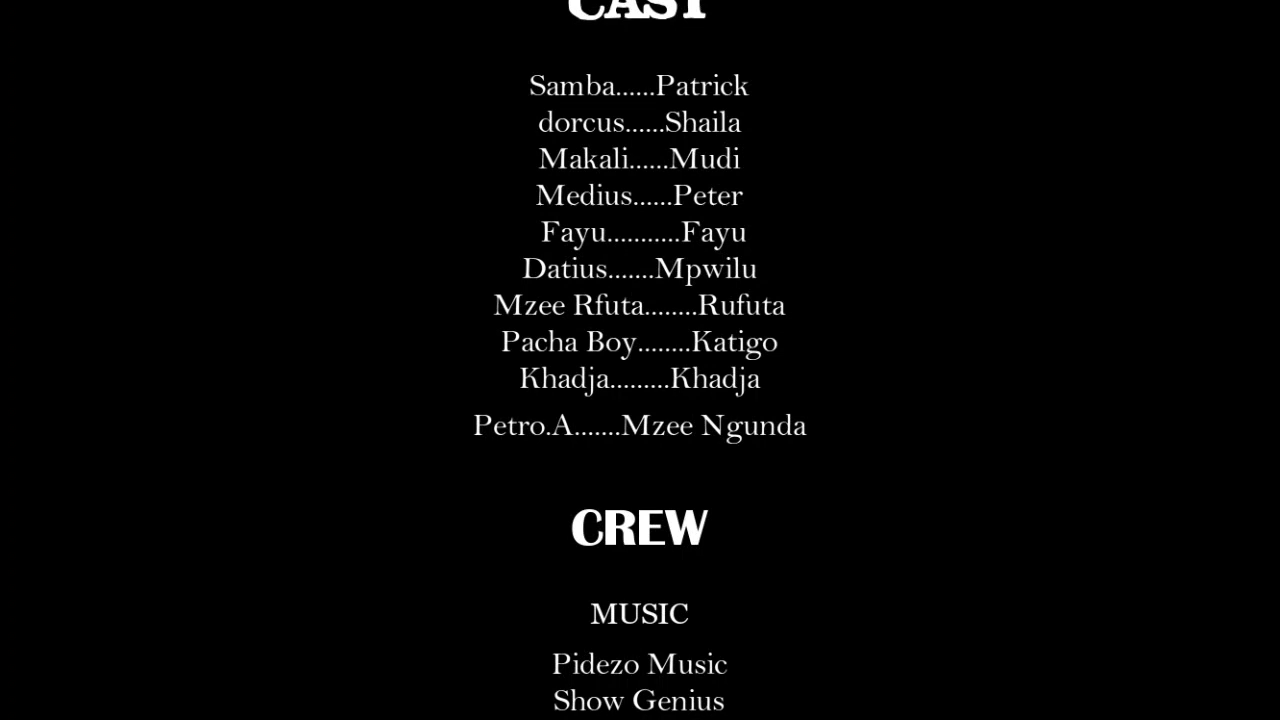 CAST
Samba......Patrick
dorcus......Shaila
Makali......Mudi
Medius......Peter
Fayu...........Fayu
Datius.......Mpwilu
Mzee Rfuta........Rufuta
Pacha Boy........Katigo
Khadja.........Khadja
Petro.A.......Mzee Ngunda
CREW
MUSIC
Pidezo Music
Show Genius